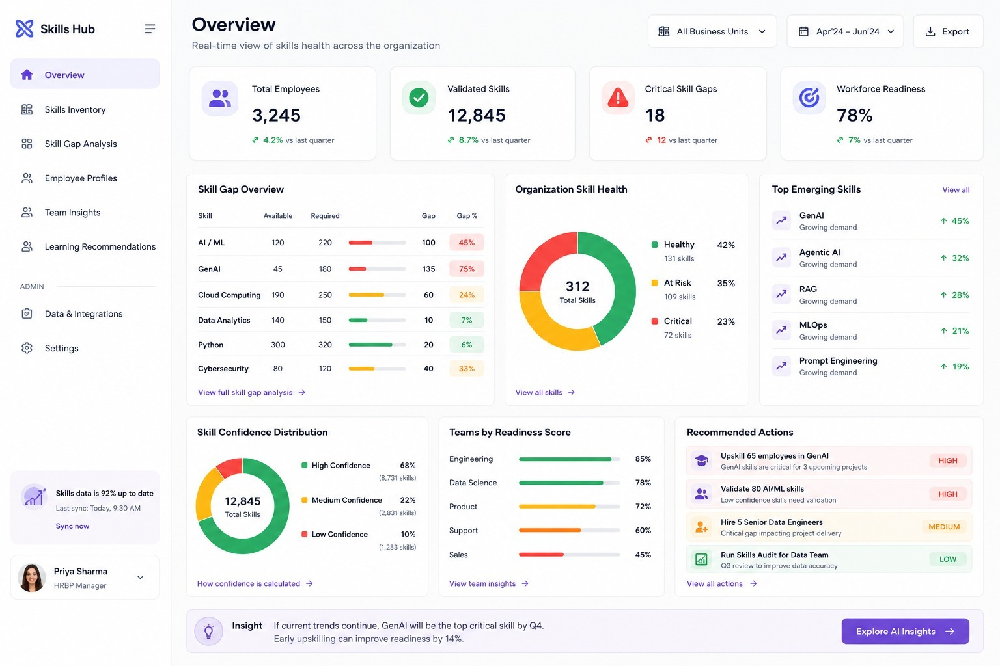 Skills Hub
Overview
Skills Inventory
Skill Gap Analysis
Employee Profiles
Team Insights
Learning Recommendations
ADMIN
Data & Integrations
Settings
Skills data is 92% up to date
Last sync: Today, 9:30 AM
Sync now
Priya Sharma
HRBP Manager
Overview
Real-time view of skills health across the organization
All Business Units
Apr'24 – Jun'24
Export
Total Employees
3,245
4.2% vs last quarter
Validated Skills
12,845
8.7% vs last quarter
Critical Skill Gaps
18
12 vs last quarter
Workforce Readiness
78%
7% vs last quarter
Skill Gap Overview
Skill Available Required Gap Gap %
AI / ML 120 220 100 45%
GenAI 45 180 135 75%
Cloud Computing 190 250 60 24%
Data Analytics 140 150 10 7%
Python 300 320 20 6%
Cybersecurity 80 120 40 33%
View full skill gap analysis →
Organization Skill Health
312
Total Skills
Healthy 42%
131 skills
At Risk 35%
109 skills
Critical 23%
72 skills
View all skills →
Top Emerging Skills View all
GenAI
Growing demand
↑ 45%
Agentic AI
Growing demand
↑ 32%
RAG
Growing demand
↑ 28%
MLOps
Growing demand
↑ 21%
Prompt Engineering
Growing demand
↑ 19%
Skill Confidence Distribution
12,845
Total Skills
High Confidence 68%
(8,731 skills)
Medium Confidence 22%
(2,831 skills)
Low Confidence 10%
(1,283 skills)
How confidence is calculated →
Teams by Readiness Score
Engineering 85%
Data Science 78%
Product 72%
Support 60%
Sales 45%
View team insights →
Recommended Actions
Upskill 65 employees in GenAI
GenAI skills are critical for 3 upcoming projects
HIGH
Validate 80 AI/ML skills
Low confidence skills need validation
HIGH
Hire 5 Senior Data Engineers
Critical gap impacting project delivery
MEDIUM
Run Skills Audit for Data Team
Q3 review to improve data accuracy
LOW
View all actions →
Insight
If current trends continue, GenAI will be the top critical skill by Q4.
Early upskilling can improve readiness by 14%.
Explore AI Insights →